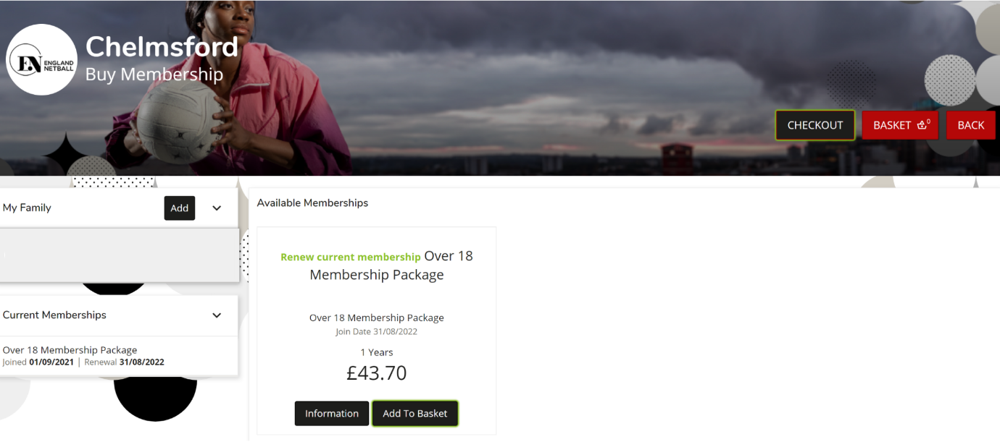 Chelmsford
EN ENGLAND
NETBALL
Buy Membership
CHECKOUT
BASKET 0
BACK
My Family
Add
Current Memberships
Over 18 Membership Package
Joined 01/09/2021 | Renewal 31/08/2022
Available Memberships
Renew current membership Over 18
Membership Package
Over 18 Membership Package
Join Date 31/08/2022
1 Years
£43.70
Information
Add To Basket